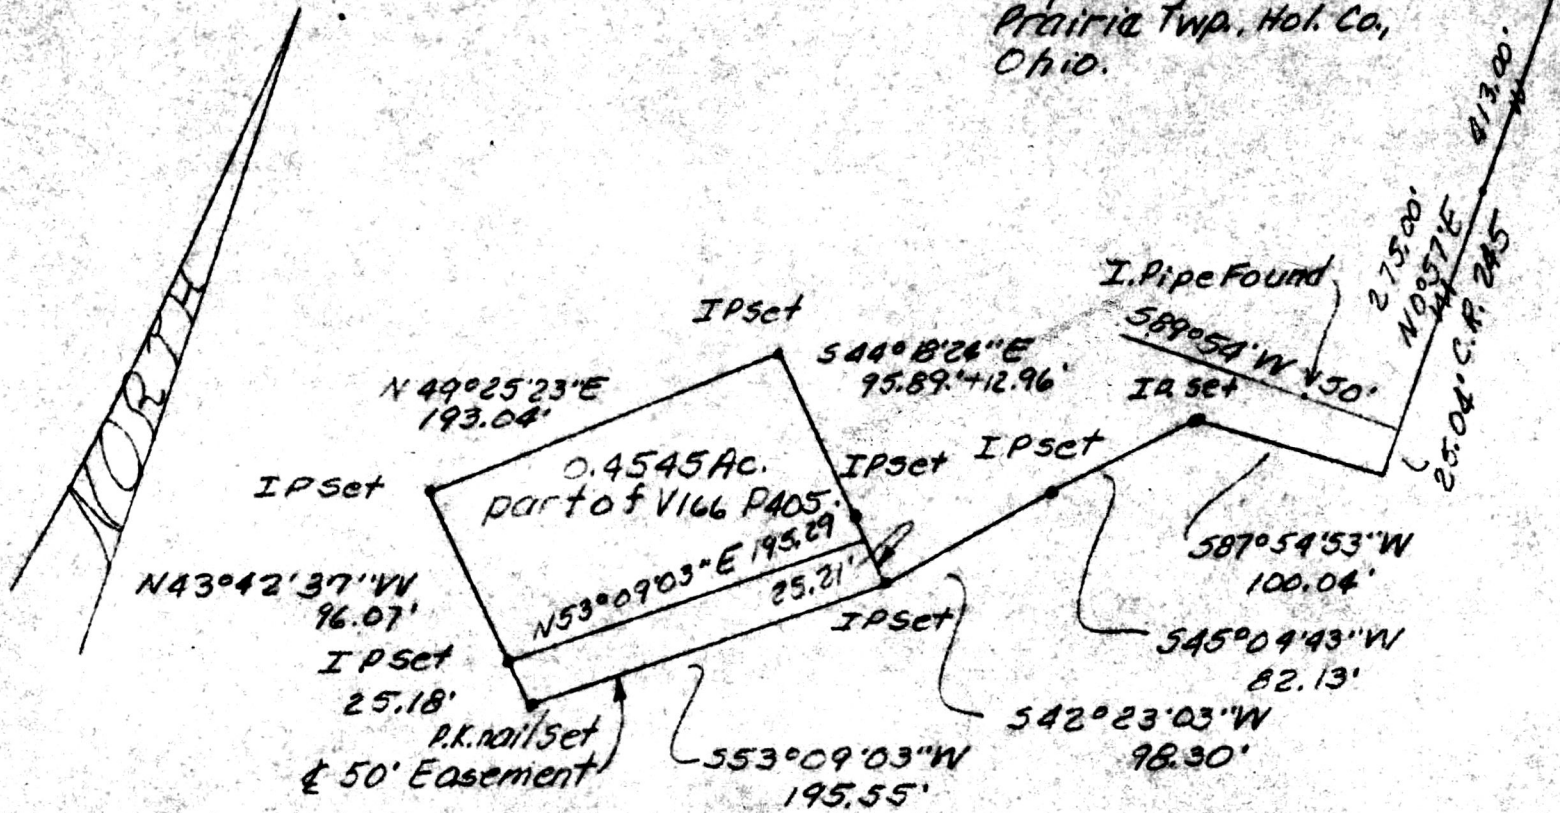 Prairie Twp., Hol. Co.,
Ohio.
NORTH
413.00'
275.00'
N0°57'E
C.R. 245
25.04'
I.Pipe Found
S89°54'W
50'
IPSet
S44°18'24"E
95.89'+12.96'
IP set
N49°25'23"E
193.04'
IPSet
IPSet
0.4545Ac.
part of V166 P405
IPSet
N53°09'03"E 195.29
25.21'
S87°54'53"W
100.04'
N43°42'37"W
96.07'
IPSet
IPSet
25.18'
S45°04'43"W
82.13'
P.K.nail Set
₵ 50' Easement
S42°23'03"W
98.30'
S53°09'03"W
195.55'